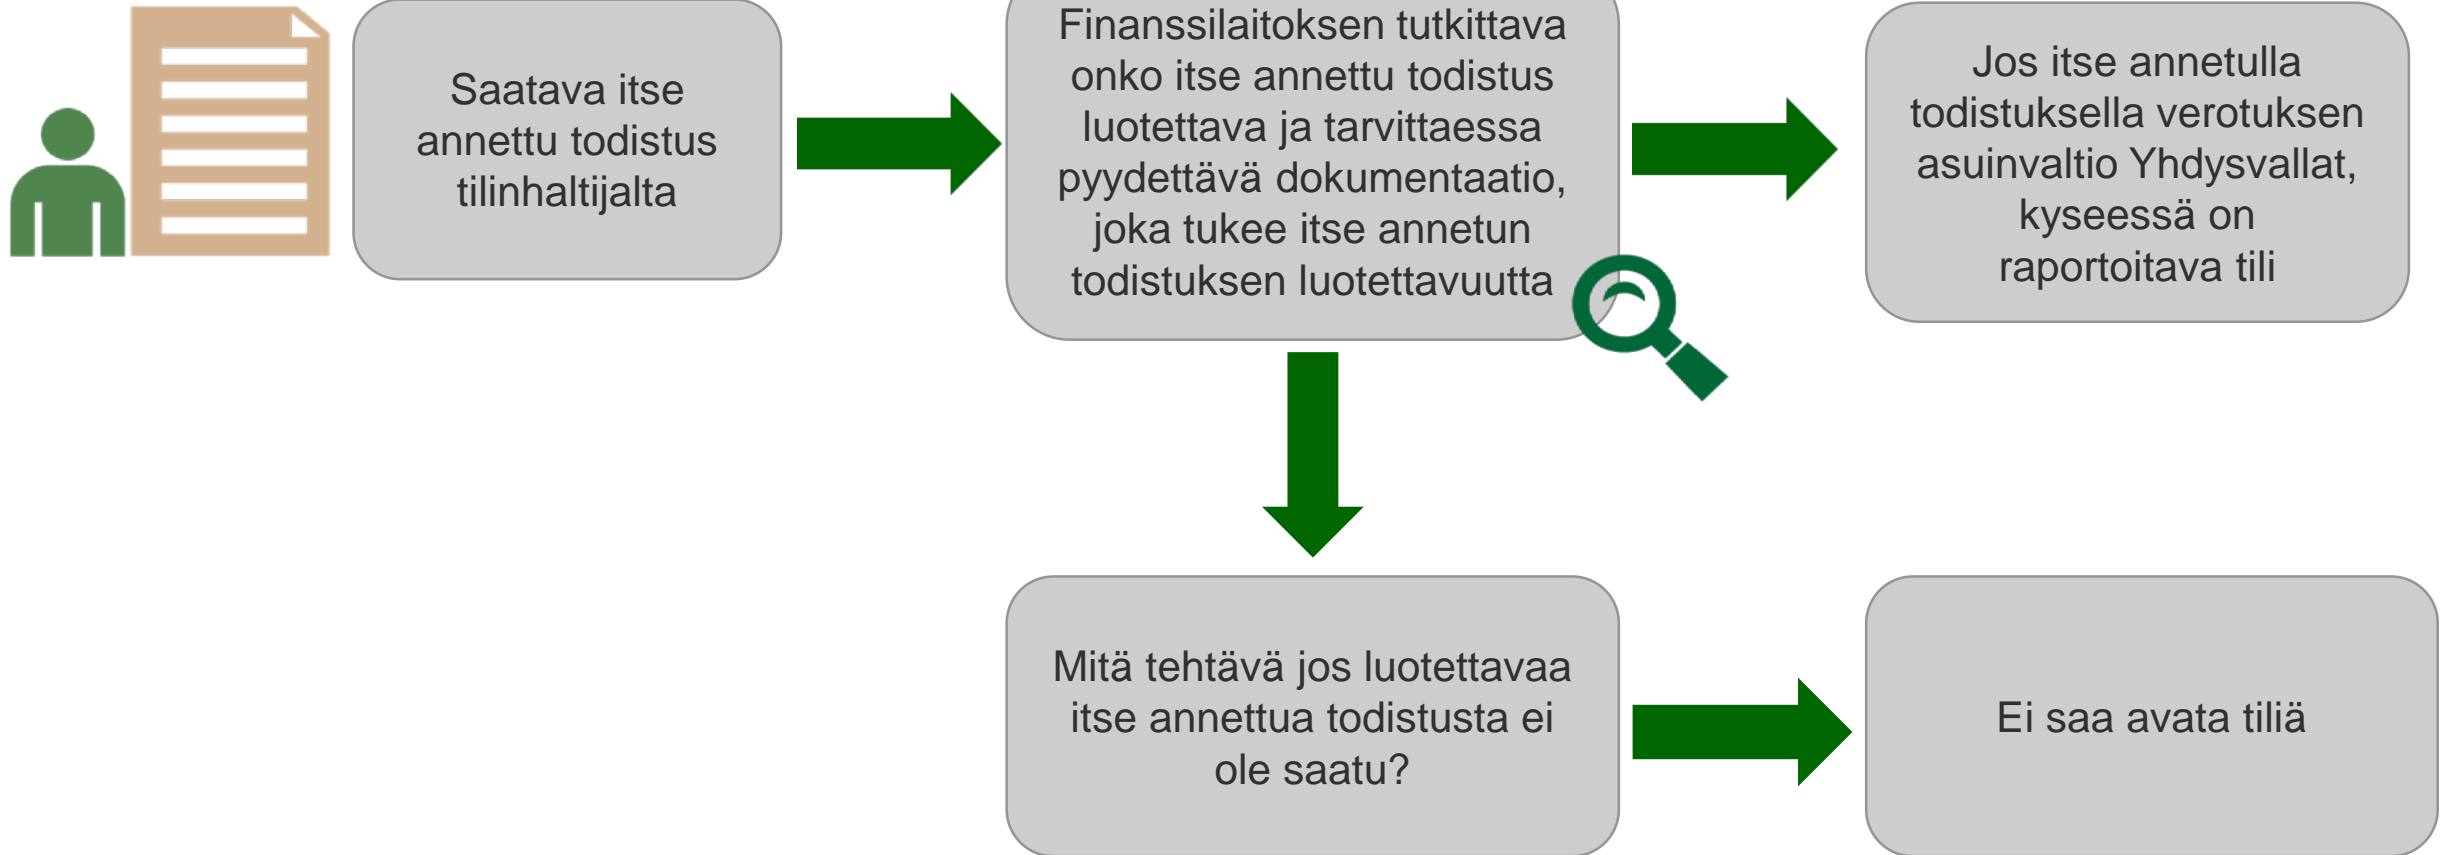 Saatava itse
annettu todistus
tilinhaltijalta
Finanssilaitoksen tutkittava
onko itse annettu todistus
luotettava ja tarvittaessa
pyydettävä dokumentaatio,
joka tukee itse annetun
todistuksen luotettavuutta
Jos itse annetulla
todistuksella verotuksen
asuinvaltio Yhdysvallat,
kyseessä on
raportoitava tili
Mitä tehtävä jos luotettavaa
itse annettua todistusta ei
ole saatu?
Ei saa avata tiliä